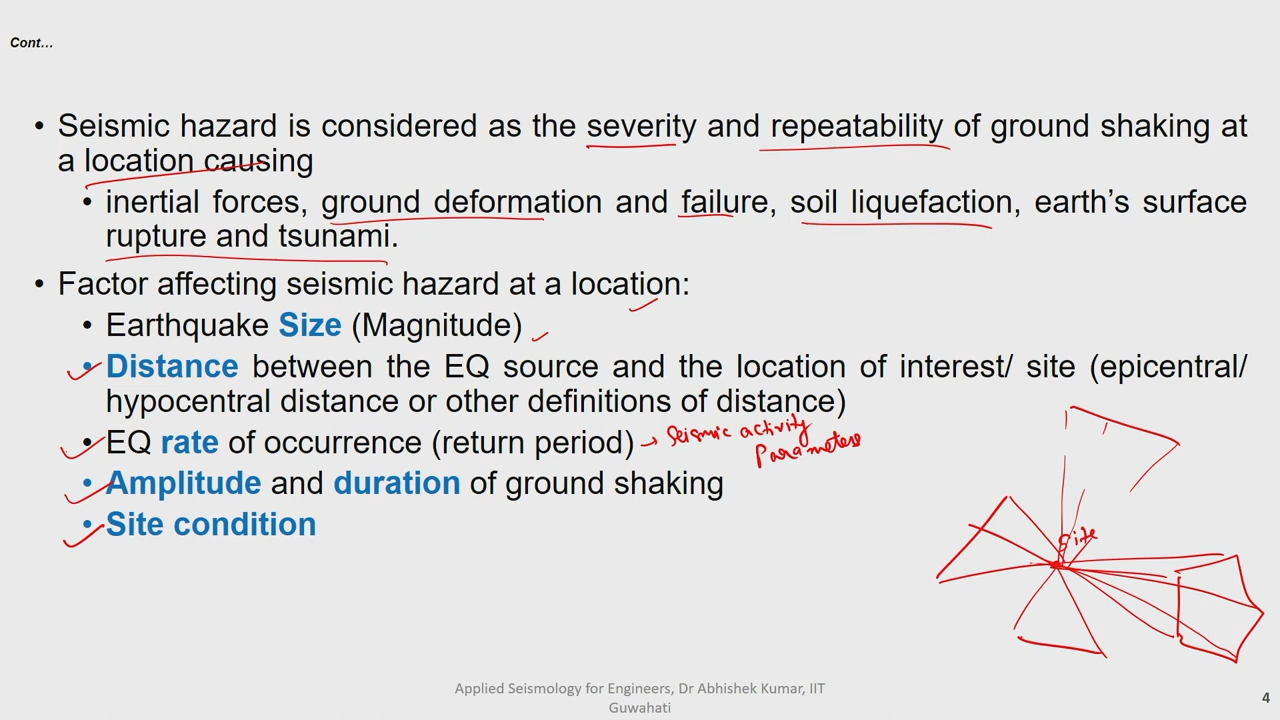 Cont...
• Seismic hazard is considered as the severity and repeatability of ground shaking at
a location causing
• inertial forces, ground deformation and failure, soil liquefaction, earth's surface
rupture and tsunami.
• Factor affecting seismic hazard at a location:
• Earthquake Size (Magnitude)
• Distance between the EQ source and the location of interest/ site (epicentral/
hypocentral distance or other definitions of distance)
• EQ rate of occurrence (return period) → Seismic activity
Parameters
• Amplitude and duration of ground shaking
• Site condition
Site
Applied Seismology for Engineers, Dr Abhishek Kumar, IIT
Guwahati
4